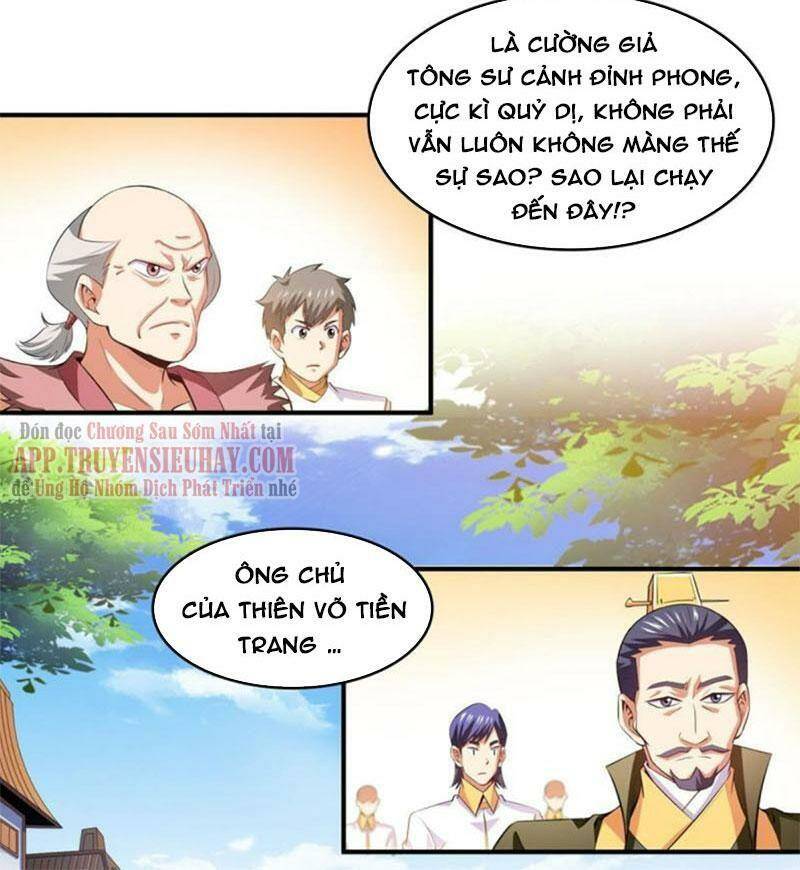 LÀ CƯỜNG GIẢ
TÔNG SƯ CẢNH ĐỈNH PHONG,
CỰC KÌ QUỶ DỊ, KHÔNG PHẢI
VẪN LUÔN KHÔNG MÀNG THẾ
SỰ SAO? SAO LẠI CHẠY
ĐẾN ĐÂY!?
Đón đọc Chương Sau Sớm Nhất tại
APP.TRUYENSIEUHAY.COM
để Ủng Hộ Nhóm Dịch Phát Triển nhé
ÔNG CHỦ
CỦA THIÊN VÕ TIỀN
TRANG ...